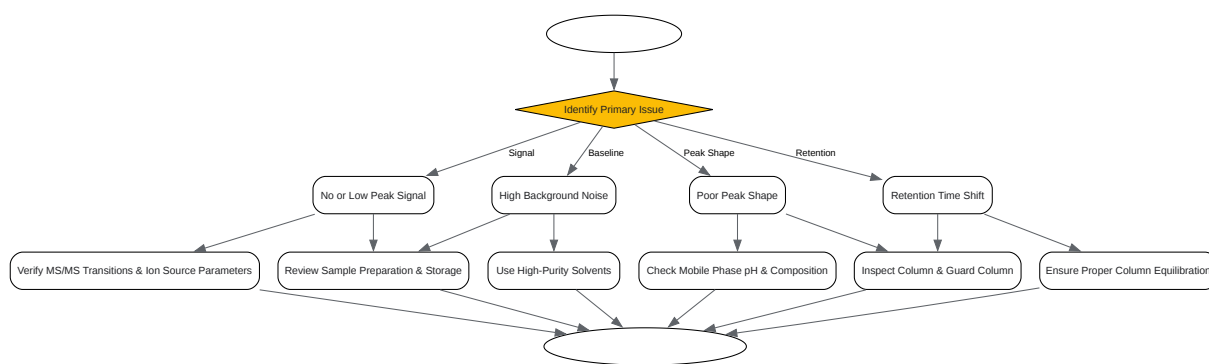 Identify Primary Issue
Signal
Baseline
Peak Shape
Retention
No or Low Peak Signal
High Background Noise
Poor Peak Shape
Retention Time Shift
Verify MS/MS Transitions & Ion Source Parameters
Review Sample Preparation & Storage
Use High-Purity Solvents
Check Mobile Phase pH & Composition
Inspect Column & Guard Column
Ensure Proper Column Equilibration